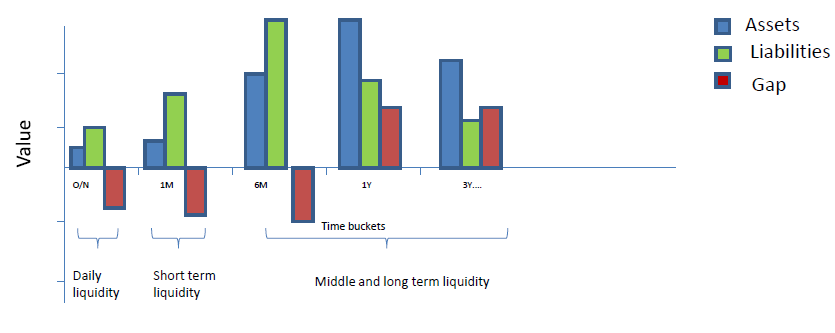 Assets
Liabilities
Gap
Value
O/N
1M
6M
1Y
3Y....
Time buckets
Daily
liquidity
Short term
liquidity
Middle and long term liquidity